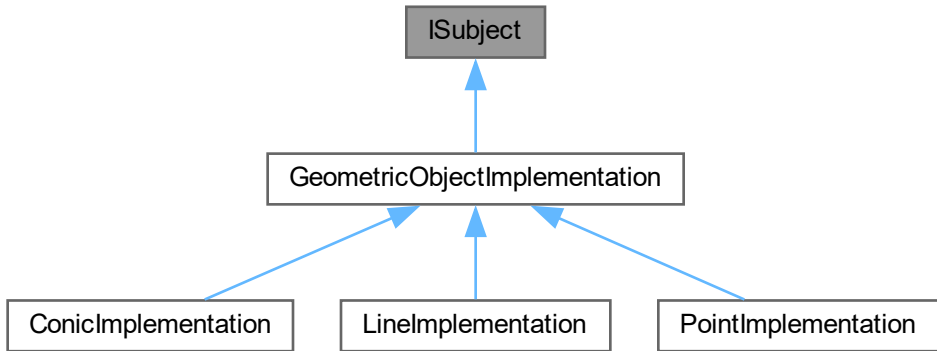 ISubject
GeometricObjectImplementation
ConicImplementation
LineImplementation
PointImplementation